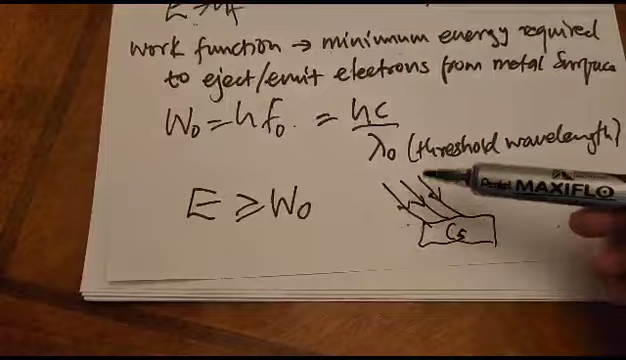 E ≥ hf
Work function → minimum energy required
to eject/emit electrons from metal Surface
W₀ = hf₀. = hc/λ₀ (threshold wavelength)
E ≥ W₀
Cs
Pentel MAXIFLO